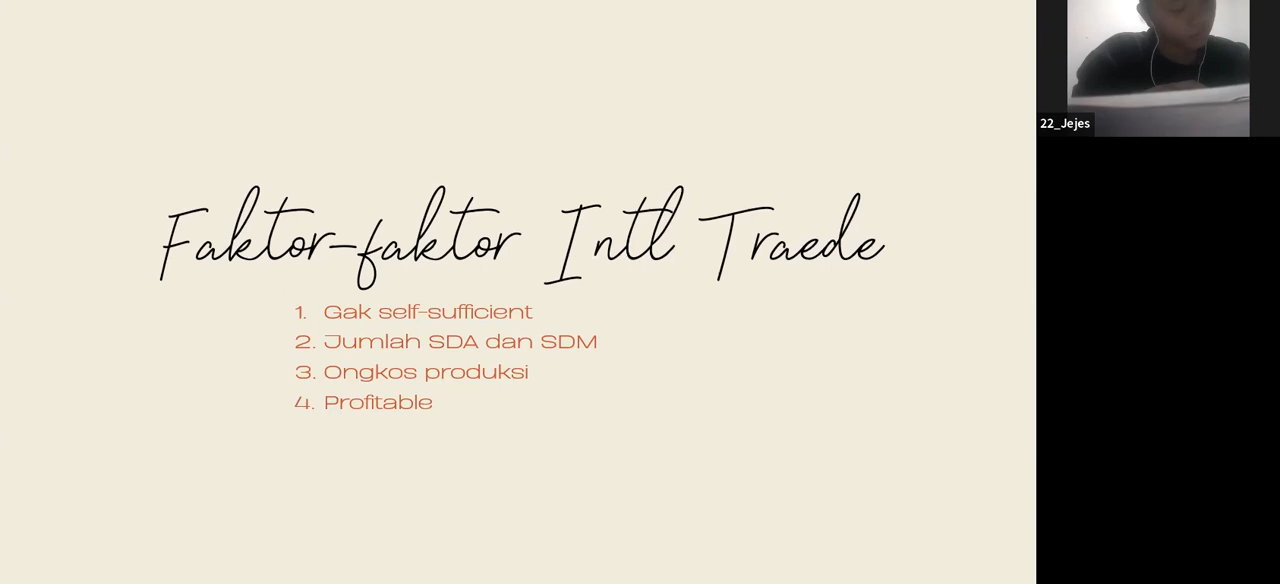 Faktor-faktor Intl Traede
1. Gak self-sufficient
2. Jumlah SDA dan SDM
3. Ongkos produksi
4. Profitable
22_Jejes